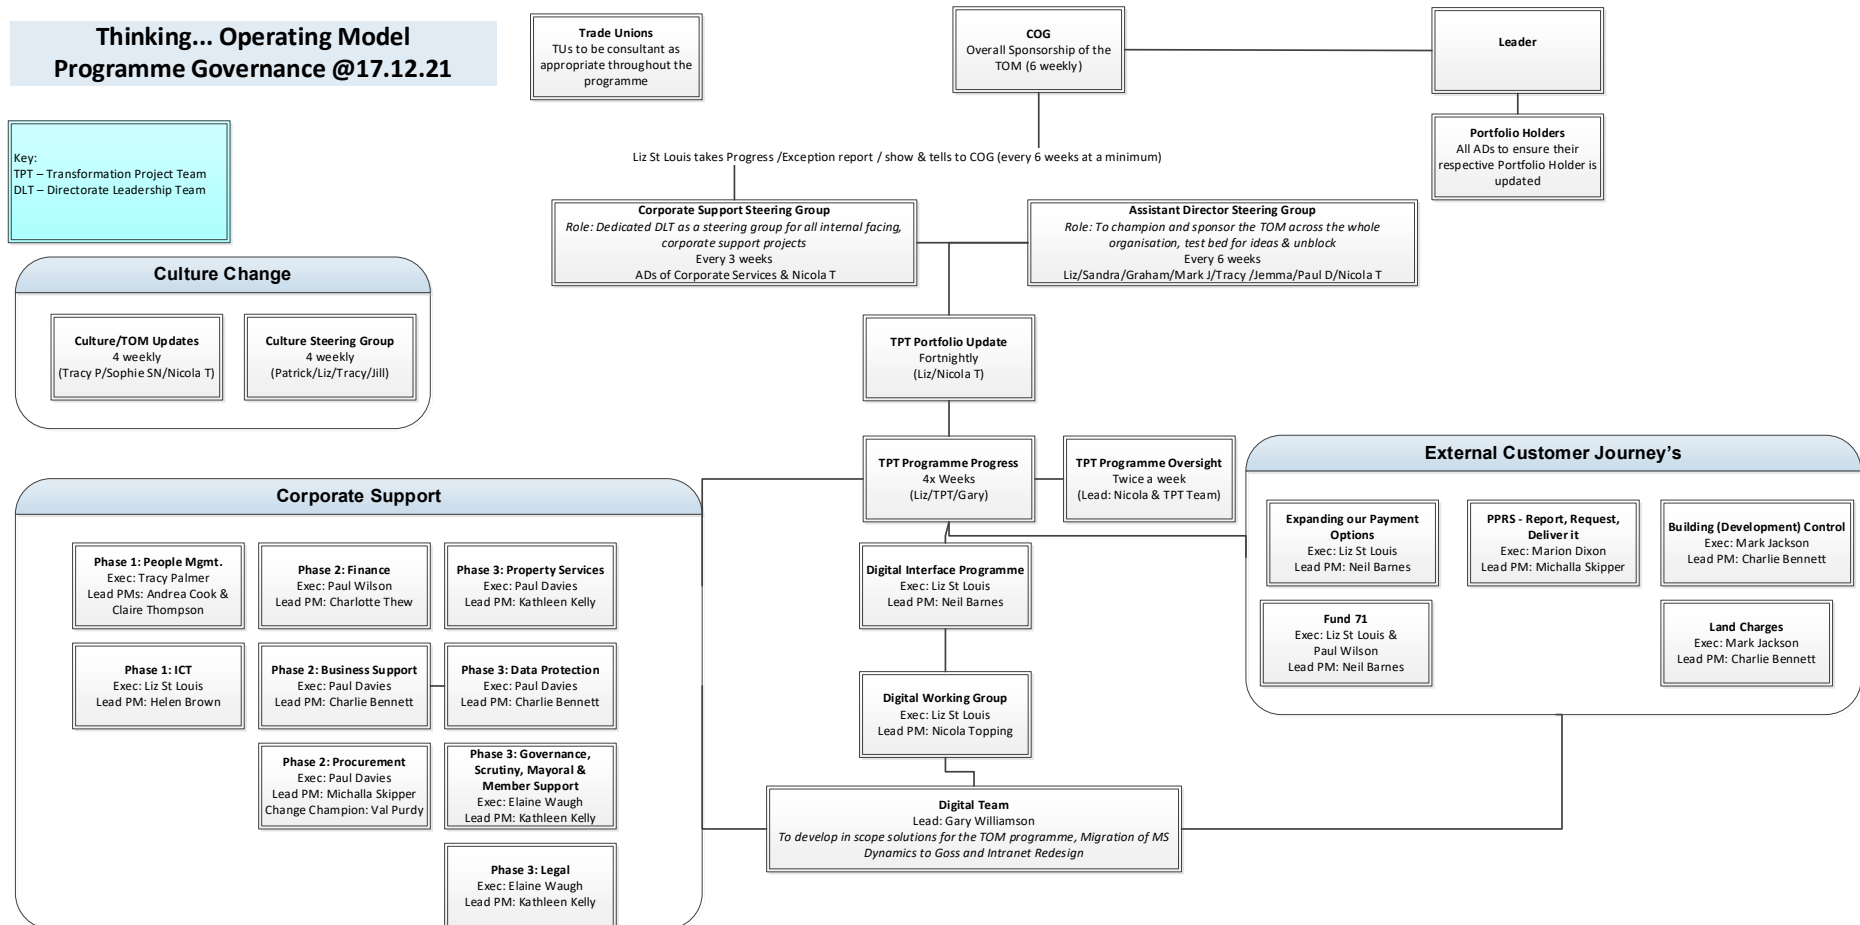 Thinking... Operating Model
Programme Governance @17.12.21
Trade Unions
TUs to be consultant as
appropriate throughout the
programme
COG
Overall Sponsorship of the
TOM (6 weekly)
Leader
Key:
TPT – Transformation Project Team
DLT – Directorate Leadership Team
Portfolio Holders
All ADs to ensure their
respective Portfolio Holder is
updated
Liz St Louis takes Progress /Exception report / show & tells to COG (every 6 weeks at a minimum)
Corporate Support Steering Group
Role: Dedicated DLT as a steering group for all internal facing,
corporate support projects
Every 3 weeks
ADs of Corporate Services & Nicola T
Assistant Director Steering Group
Role: To champion and sponsor the TOM across the whole
organisation, test bed for ideas & unblock
Every 6 weeks
Liz/Sandra/Graham/Mark J/Tracy /Jemma/Paul D/Nicola T
Culture Change
Culture/TOM Updates
4 weekly
(Tracy P/Sophie SN/Nicola T)
Culture Steering Group
4 weekly
(Patrick/Liz/Tracy/Jill)
TPT Portfolio Update
Fortnightly
(Liz/Nicola T)
TPT Programme Progress
4x Weeks
(Liz/TPT/Gary)
TPT Programme Oversight
Twice a week
(Lead: Nicola & TPT Team)
Corporate Support
Phase 1: People Mgmt.
Exec: Tracy Palmer
Lead PMs: Andrea Cook &
Claire Thompson
Phase 2: Finance
Exec: Paul Wilson
Lead PM: Charlotte Thew
Phase 3: Property Services
Exec: Paul Davies
Lead PM: Kathleen Kelly
Phase 1: ICT
Exec: Liz St Louis
Lead PM: Helen Brown
Phase 2: Business Support
Exec: Paul Davies
Lead PM: Charlie Bennett
Phase 3: Data Protection
Exec: Paul Davies
Lead PM: Charlie Bennett
Phase 2: Procurement
Exec: Paul Davies
Lead PM: Michalla Skipper
Change Champion: Val Purdy
Phase 3: Governance,
Scrutiny, Mayoral &
Member Support
Exec: Elaine Waugh
Lead PM: Kathleen Kelly
Phase 3: Legal
Exec: Elaine Waugh
Lead PM: Kathleen Kelly
Digital Interface Programme
Exec: Liz St Louis
Lead PM: Neil Barnes
Digital Working Group
Exec: Liz St Louis
Lead PM: Nicola Topping
Digital Team
Lead: Gary Williamson
To develop in scope solutions for the TOM programme, Migration of MS
Dynamics to Goss and Intranet Redesign
External Customer Journey’s
Expanding our Payment
Options
Exec: Liz St Louis
Lead PM: Neil Barnes
PPRS - Report, Request,
Deliver it
Exec: Marion Dixon
Lead PM: Michalla Skipper
Building (Development) Control
Exec: Mark Jackson
Lead PM: Charlie Bennett
Fund 71
Exec: Liz St Louis &
Paul Wilson
Lead PM: Neil Barnes
Land Charges
Exec: Mark Jackson
Lead PM: Charlie Bennett